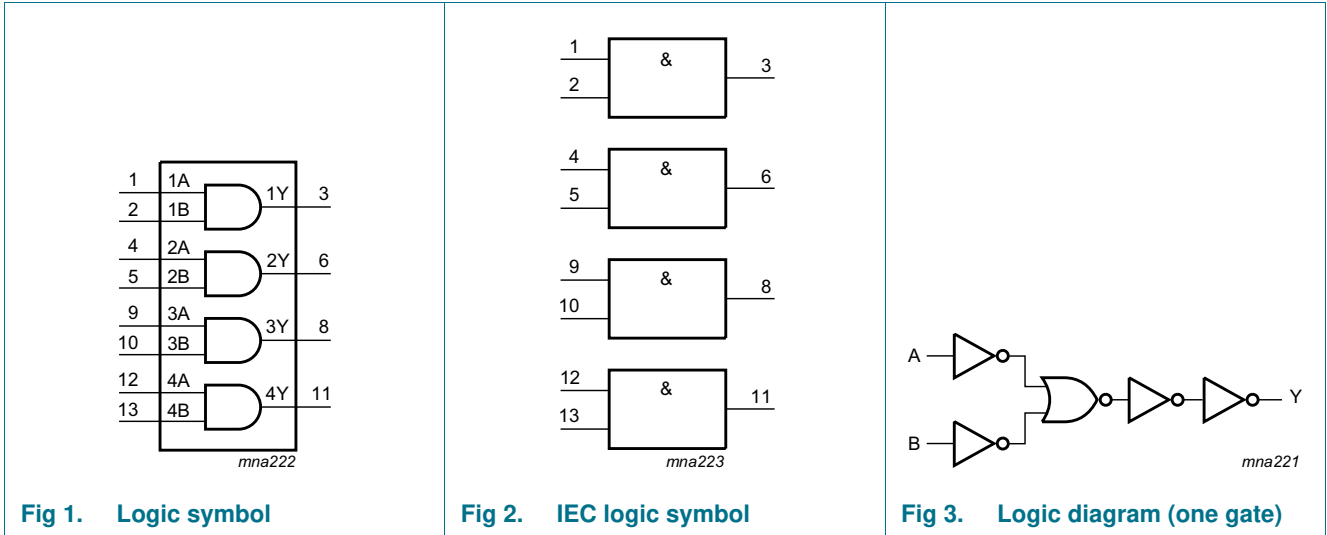 1 1A 1Y 3
2 1B
4 2A 2Y 6
5 2B
9 3A 3Y 8
10 3B
12 4A 4Y 11
13 4B
mna222
Fig 1. Logic symbol
1 & 3
2
4 & 6
5
9 & 8
10
12 & 11
13
mna223
Fig 2. IEC logic symbol
A
Y
B
mna221
Fig 3. Logic diagram (one gate)